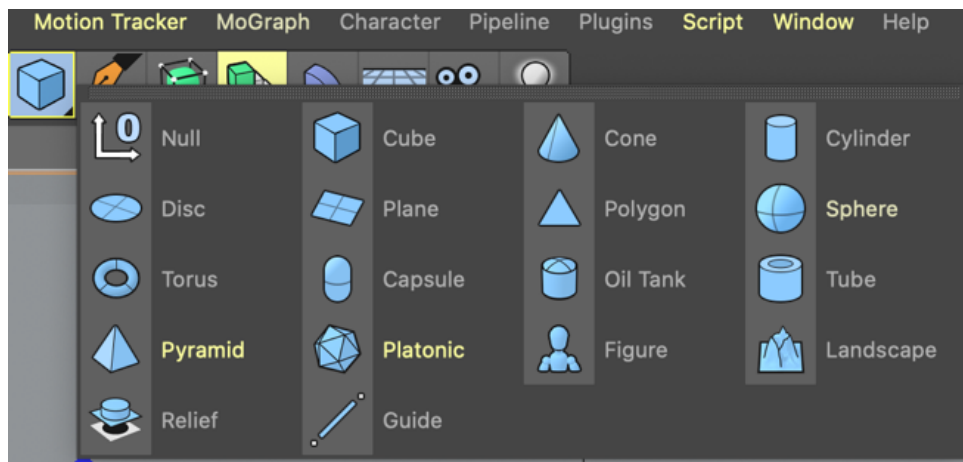 Motion Tracker MoGraph Character Pipeline Plugins Script Window Help
0 Null Cube Cone Cylinder
Disc Plane Polygon Sphere
Torus Capsule Oil Tank Tube
Pyramid Platonic Figure Landscape
Relief Guide